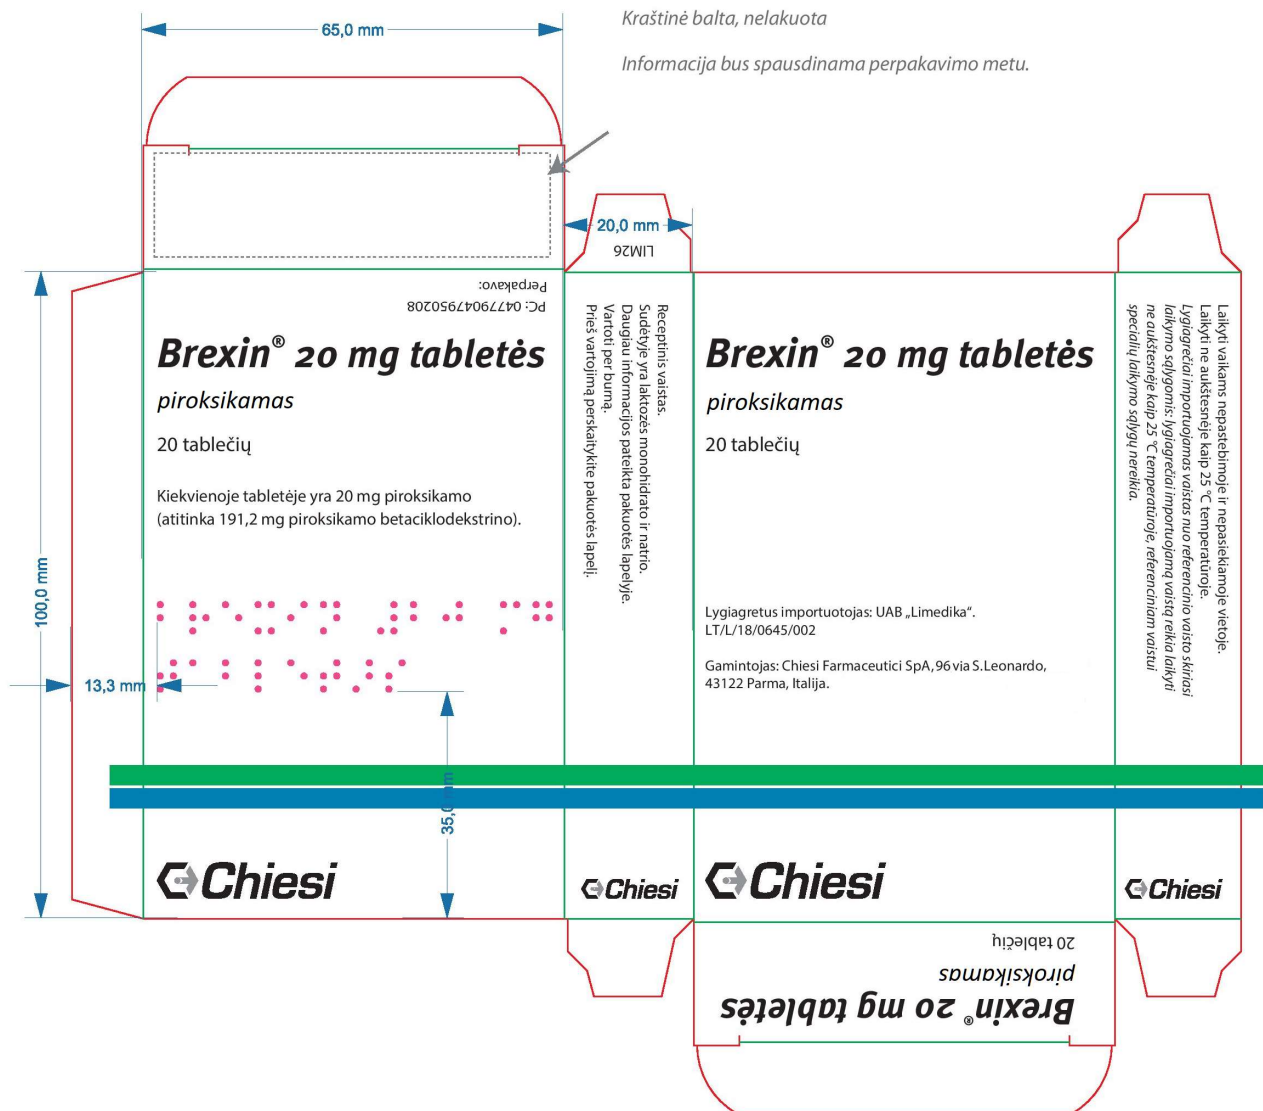 Kraštinė balta, nelakuota
Informacija bus spausdinama perpakavimo metu.
65,0 mm
20,0 mm
LIM26
100,0 mm
13,3 mm
35,0 mm
PC: 04779047950208
Perpakavo:
Brexin® 20 mg tabletės
piroksikamas
20 tablečių
Kiekvienoje tabletėje yra 20 mg piroksikamo
(atitinka 191,2 mg piroksikamo betaciklodekstrino).
Chiesi
Receptinis vaistas.
Sudėtyje yra laktozės monohidrato ir natrio.
Daugiau informacijos pateikta pakuotės lapelyje.
Vartoti per burną.
Prieš vartojimą perskaitykite pakuotės lapelį.
Chiesi
Brexin® 20 mg tabletės
piroksikamas
20 tablečių
Lygiagretus importuotojas: UAB „Limedika“.
LT/L/18/0645/002
Gamintojas: Chiesi Farmaceutici SpA, 96 via S.Leonardo,
43122 Parma, Italija.
Chiesi
Laikyti vaikams nepastebimoje ir nepasiekiamoje vietoje.
Laikyti ne aukštesnėje kaip 25 °C temperatūroje.
Lygiagrečiai importuojamas vaistas nuo referencinio vaisto skiriasi
laikymo sąlygomis: lygiagrečiai importuojamą vaistą reikia laikyti
ne aukštesnėje kaip 25 °C temperatūroje, referenciniam vaistui
specialių laikymo sąlygų nereikia.
Chiesi
Brexin® 20 mg tabletės
piroksikamas
20 tablečių